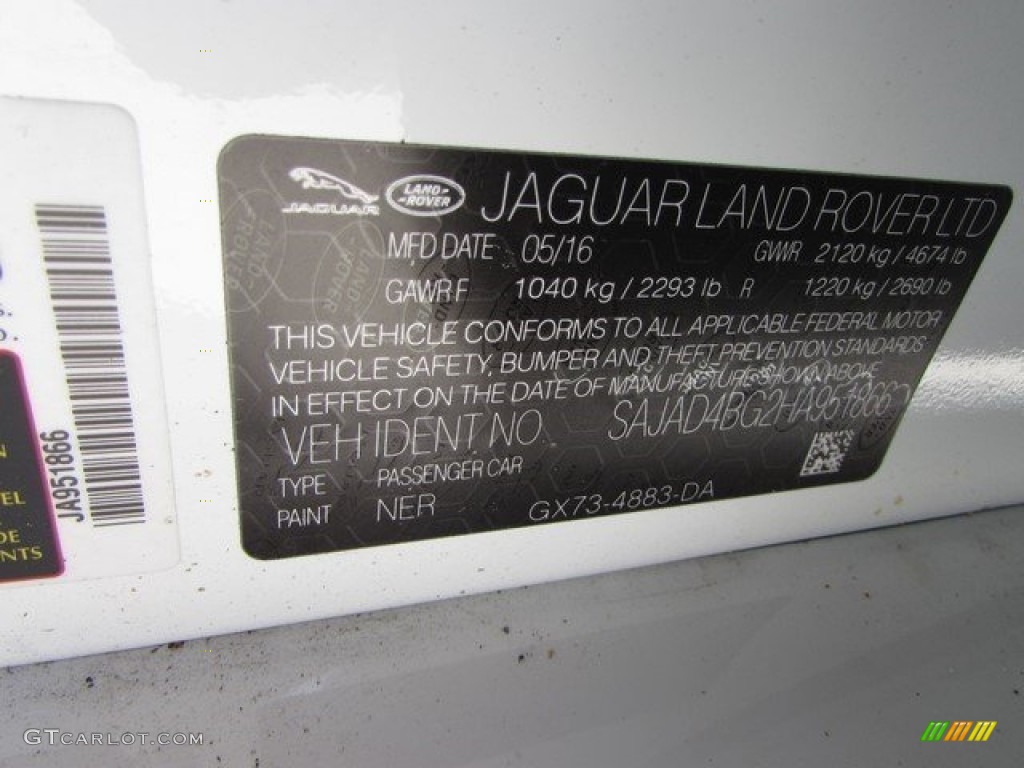 JAGUAR LAND-ROVER JAGUAR LAND ROVER LTD
MFD DATE 05/16 GWR 2120 kg / 4674 lb
GAWR F 1040 kg / 2293 lb R 1220 kg / 2690 lb
THIS VEHICLE CONFORMS TO ALL APPLICABLE FEDERAL MOTOR
VEHICLE SAFETY, BUMPER AND THEFT PREVENTION STANDARDS
IN EFFECT ON THE DATE OF MANUFACTURE SHOWN ABOVE
VEH IDENT NO. SAJAD4BG2HA951866
TYPE PASSENGER CAR
PAINT NER GX73-4883-DA
JA951866
GTCARLOT.COM